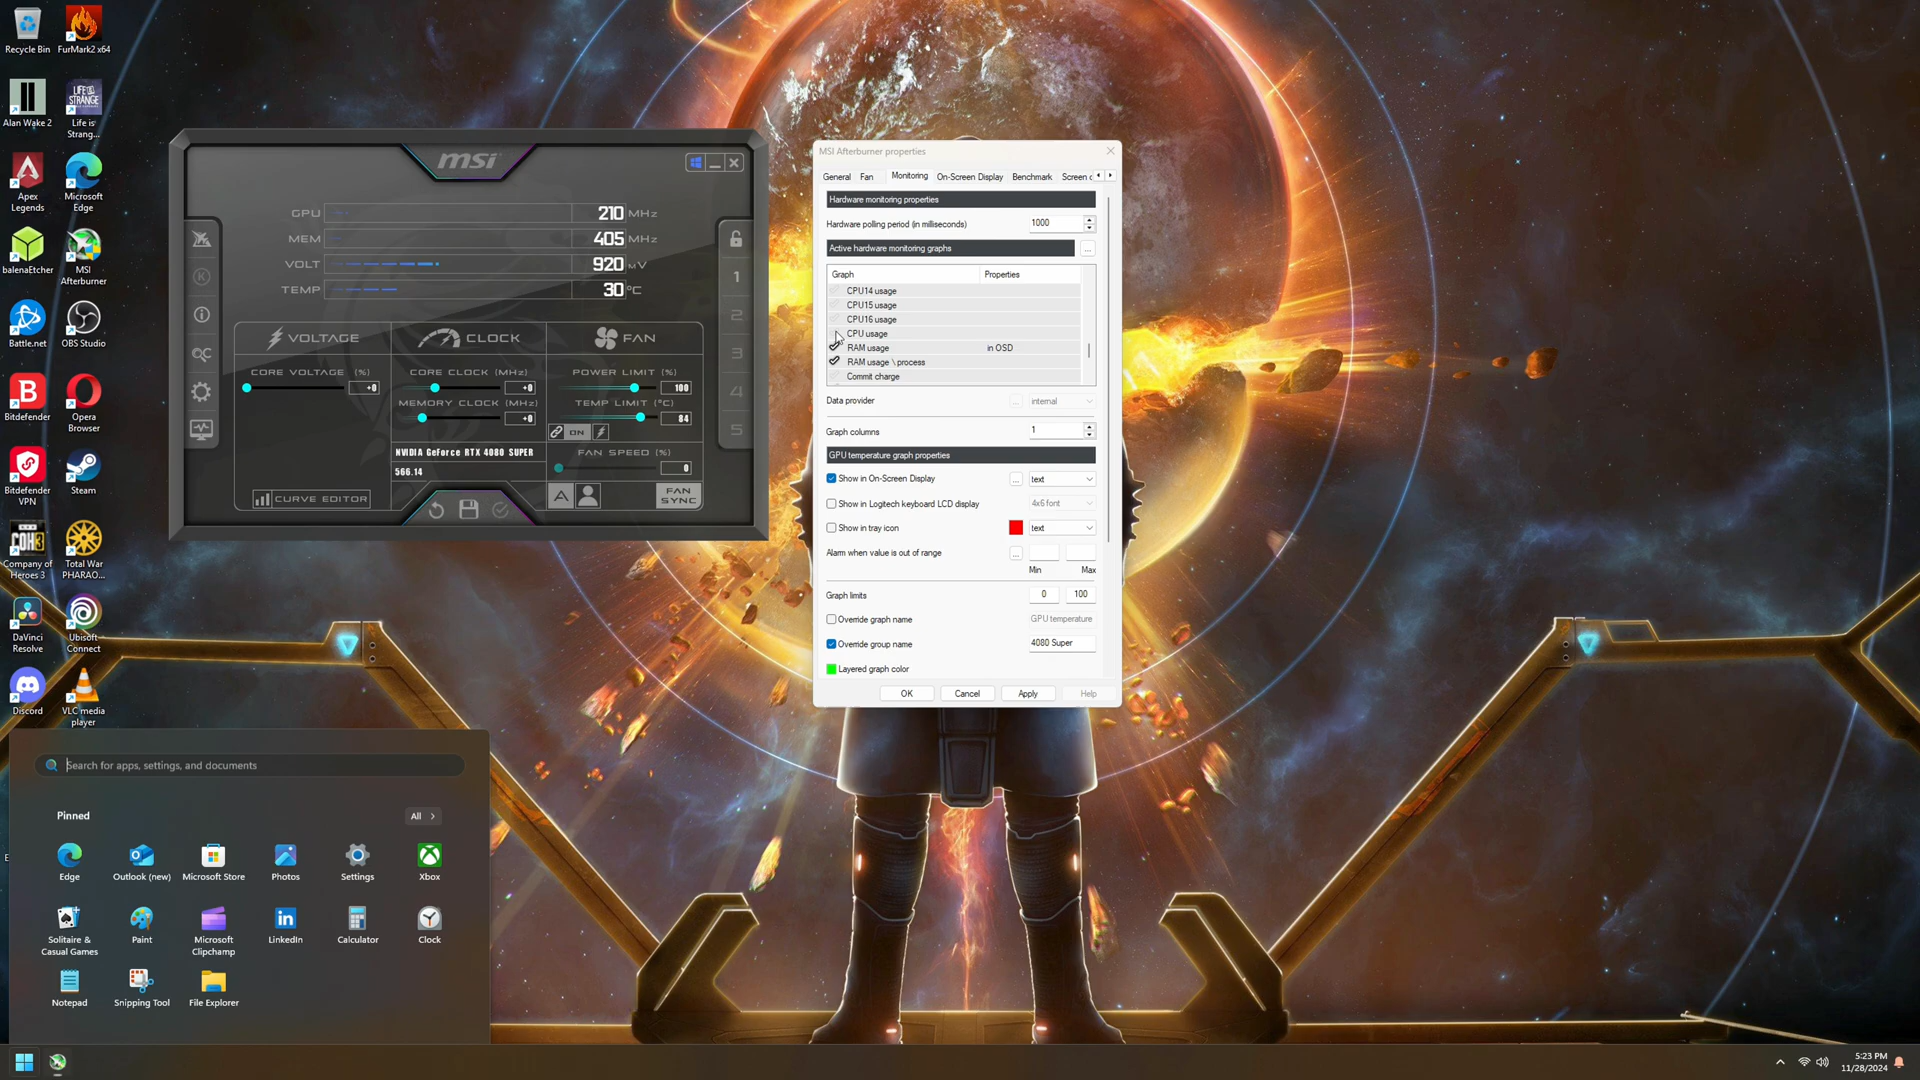 Recycle Bin
FurMark2 x64
Alan Wake 2
LIFE IS
STRANGE
Life is
Strang...
Apex
Legends
Microsoft
Edge
balenaEtcher
MSI
Afterburner
Battle.net
OBS Studio
B
Bitdefender
Opera
Browser
Bitdefender
VPN
Steam
COH3
Company of
Heroes 3
Total War
PHARAO...
DaVinci
Resolve
Ubisoft
Connect
Discord
VLC media
player
msi
GPU 210 MHz
MEM 405 MHz
VOLT 920 mV
TEMP 30 °C
K
1
2
3
4
5
VOLTAGE
CLOCK
FAN
CORE VOLTAGE (%)
+0
CORE CLOCK (MHz)
+0
MEMORY CLOCK (MHz)
+0
POWER LIMIT (%)
100
TEMP LIMIT (°C)
84
ON
NVIDIA GeForce RTX 4080 SUPER
566.14
FAN SPEED (%)
0
CURVE EDITOR
A
FAN
SYNC
MSI Afterburner properties
General Fan Monitoring On-Screen Display Benchmark Screen c
Hardware monitoring properties
Hardware polling period (in milliseconds) 1000
Active hardware monitoring graphs ...
Graph Properties
CPU14 usage
CPU15 usage
CPU16 usage
CPU usage
RAM usage in OSD
RAM usage \ process
Commit charge
Data provider ... internal
Graph columns 1
GPU temperature graph properties
Show in On-Screen Display ... text
Show in Logitech keyboard LCD display 4x6 font
Show in tray icon text
Alarm when value is out of range ...
Min Max
Graph limits 0 100
Override graph name GPU temperature
Override group name 4080 Super
Layered graph color
OK Cancel Apply Help
Search for apps, settings, and documents
Pinned All >
Edge
Outlook (new)
Microsoft Store
Photos
Settings
Xbox
Solitaire &
Casual Games
Paint
Microsoft
Clipchamp
in
LinkedIn
Calculator
Clock
Notepad
Snipping Tool
File Explorer
5:23 PM
11/28/2024